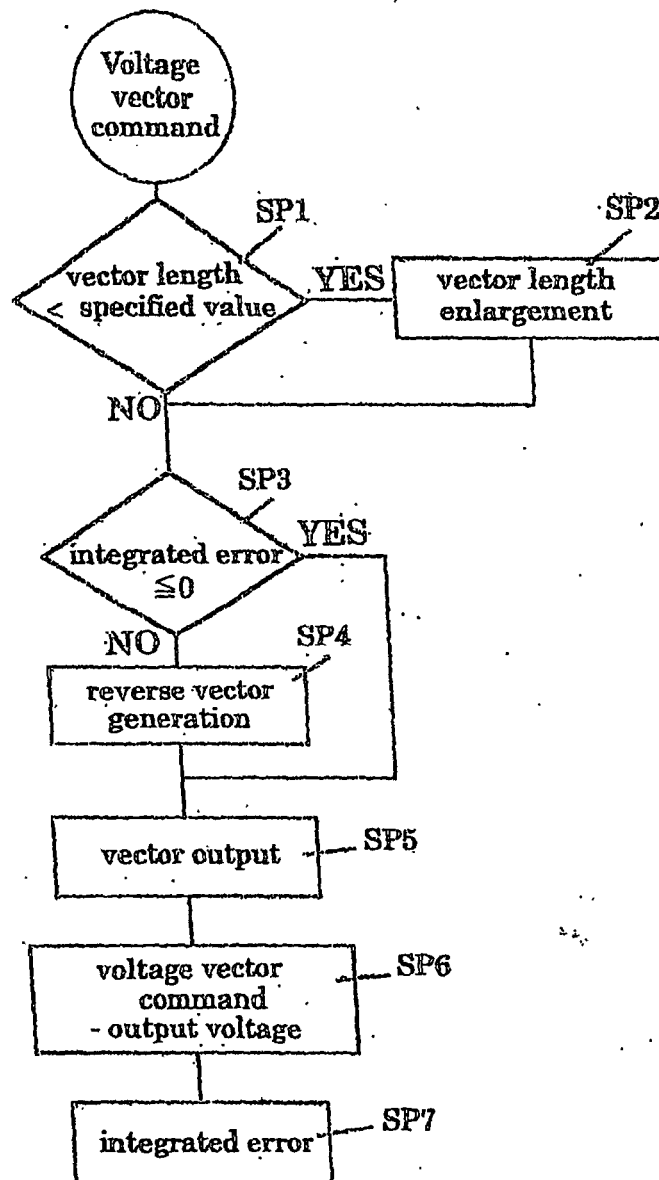 Voltage
vector
command
SP1
SP2
vector length
< specified value
YES
vector length
enlargement
NO
SP3
integrated error
≦0
YES
NO
SP4
reverse vector
generation
vector output
SP5
voltage vector
command
- output voltage
SP6
integrated error
SP7